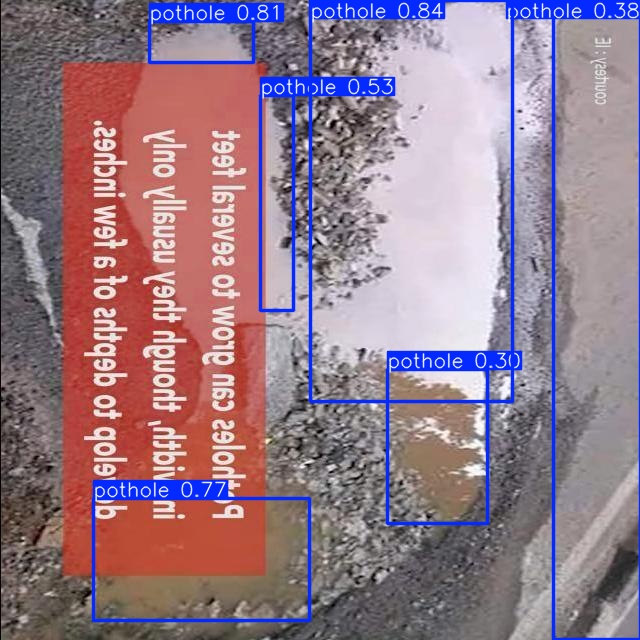 pothole 0.81
pothole 0.84
pothole 0.38
pothole 0.53
pothole 0.30
pothole 0.77
Potholes can grow to several feet
in width, though they usually only
develop to depths of a few inches.
courtesy : IE